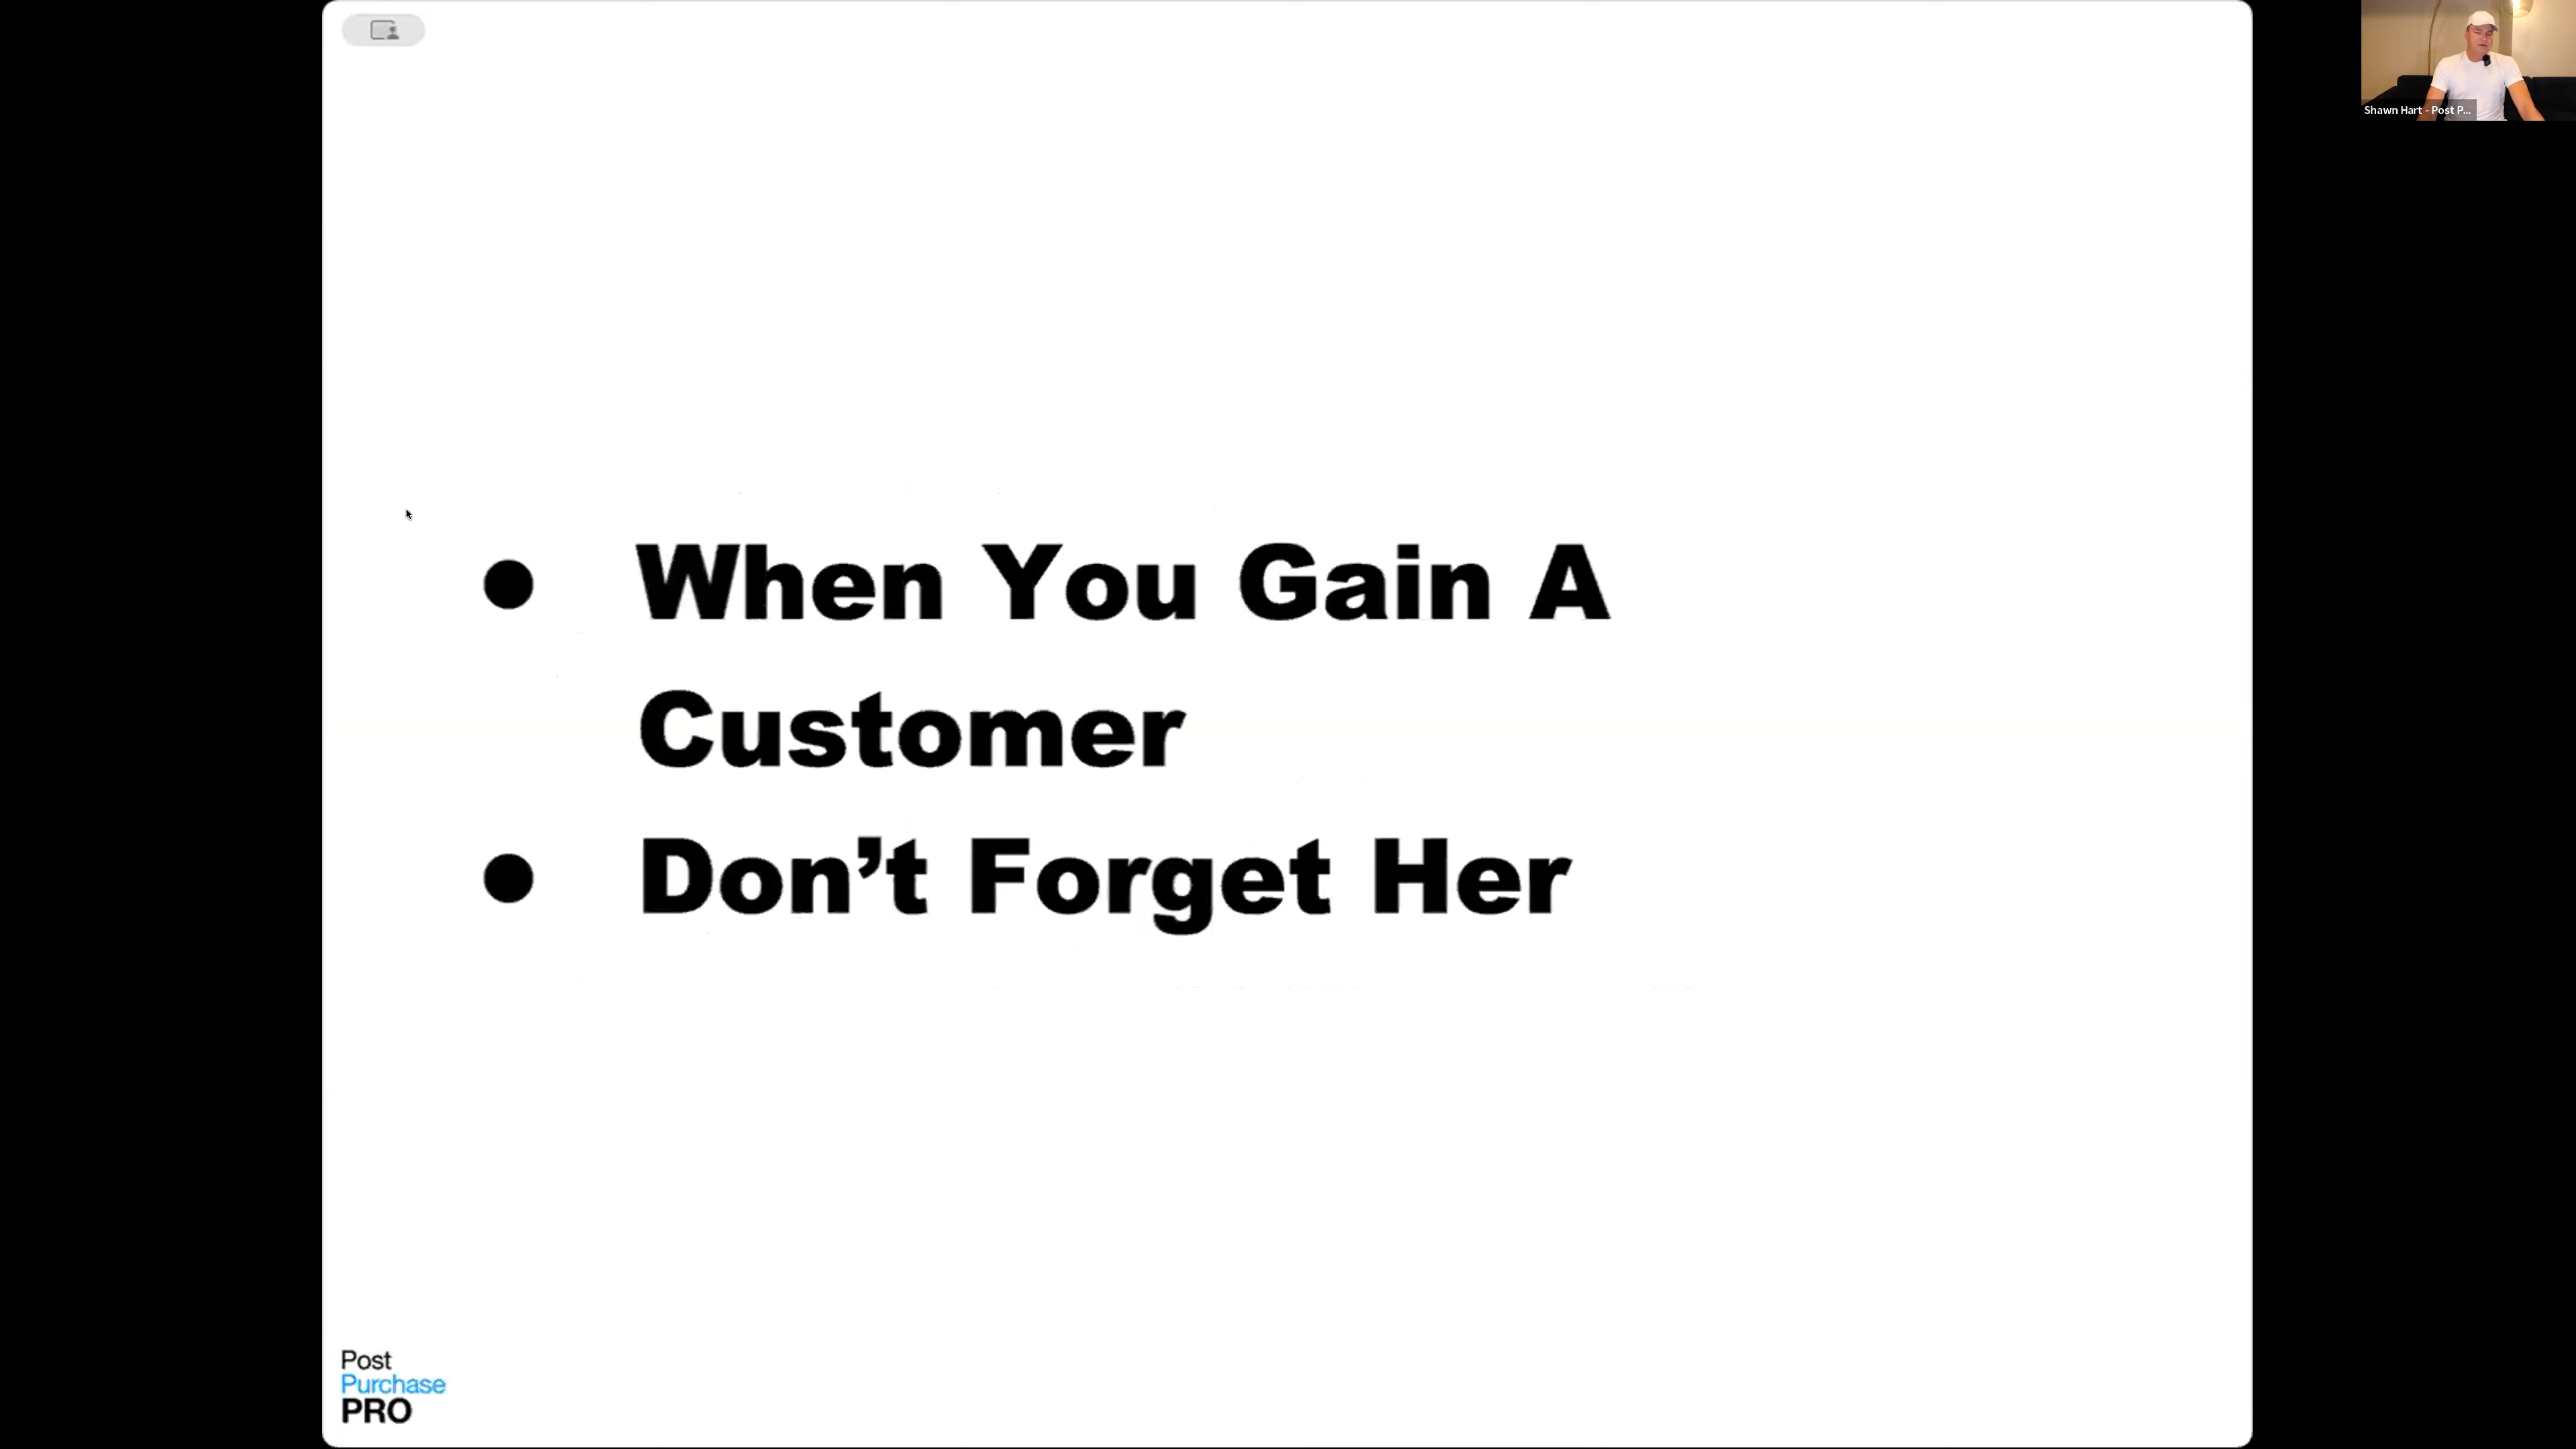 Shawn Hart - Post P...
● When You Gain A
Customer
● Don’t Forget Her
Post
Purchase
PRO